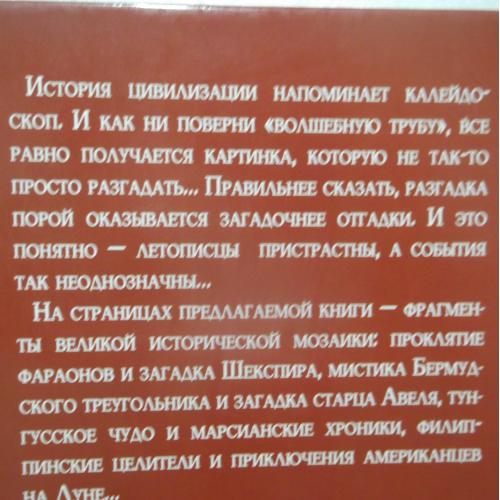 История цивилизации напоминает калейдо-
скоп. И как ни поверни «волшебную трубу», все
равно получается картинка, которую не так-то
просто разгадать... Правильнее сказать, разгадка
порой оказывается загадочнее отгадки. И это
понятно — летописцы пристрастны, а события
так неоднозначны...
На страницах предлагаемой книги — фрагмен-
ты великой исторической мозаики: проклятие
фараонов и загадка Шекспира, мистика Бермуд-
ского треугольника и загадка старца Авеля, тун-
гусское чудо и марсианские хроники, филип-
пинские целители и приключения американцев
на Луне...